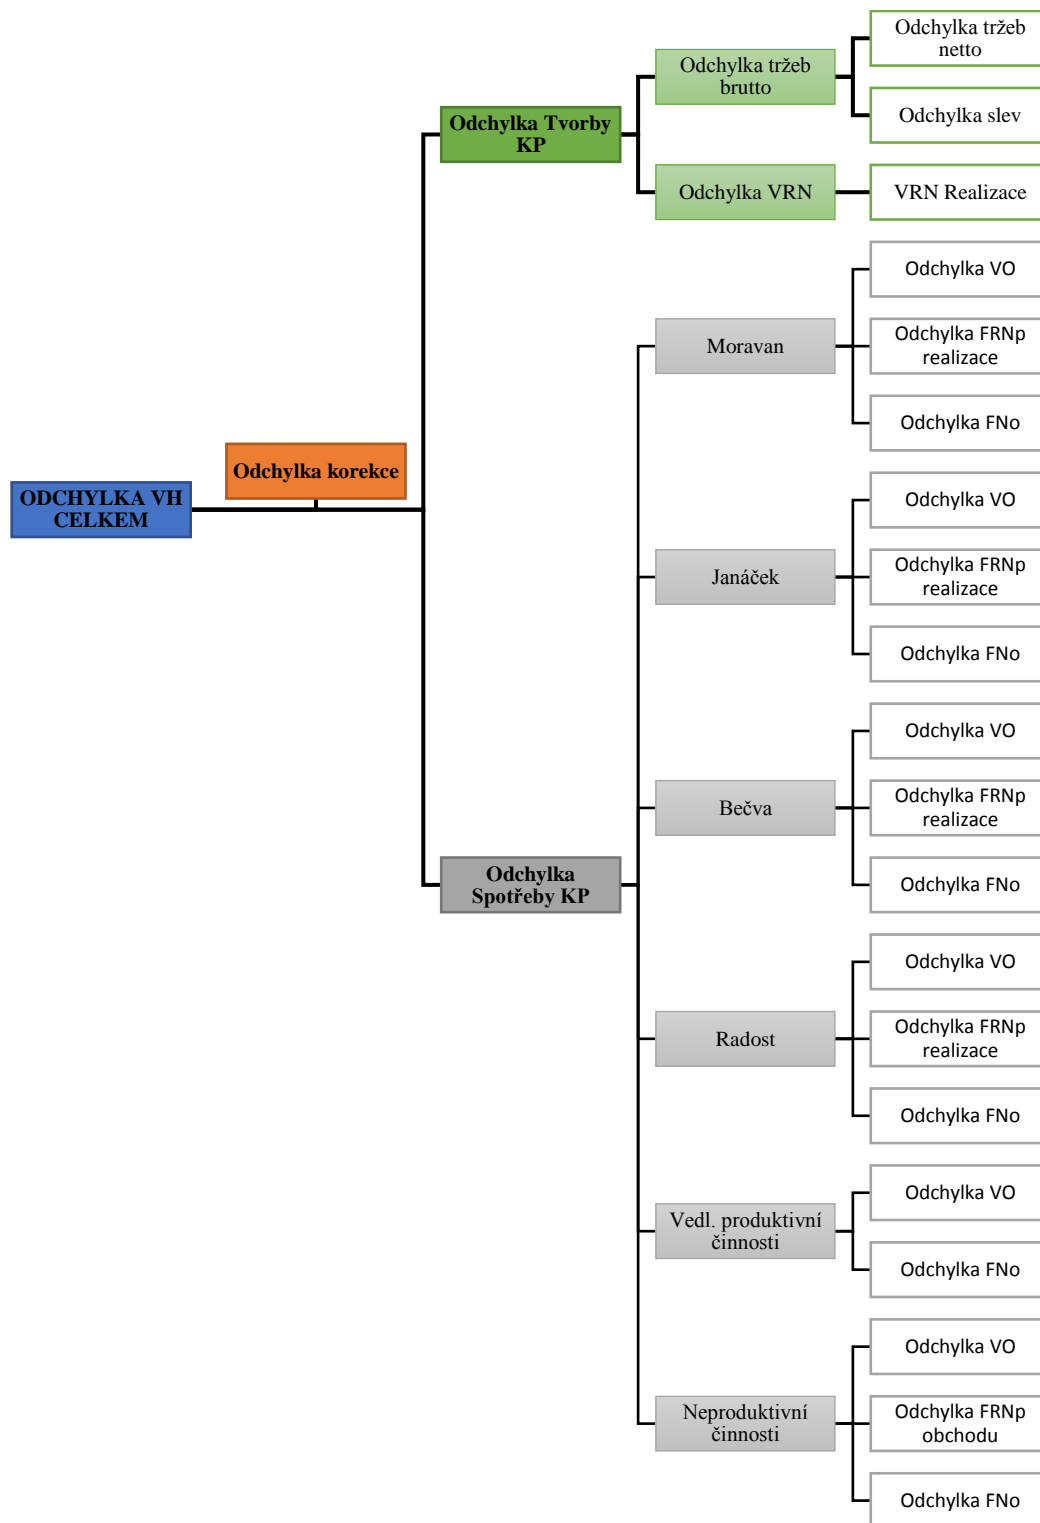 ODCHYLKA VH
CELKEM
Odchylka korekce
Odchylka Tvorby
KP
Odchylka tržeb
brutto
Odchylka tržeb
netto
Odchylka slev
Odchylka VRN
VRN Realizace
Odchylka
Spotřeby KP
Moravan
Odchylka VO
Odchylka FRNp
realizace
Odchylka FNo
Janáček
Odchylka VO
Odchylka FRNp
realizace
Odchylka FNo
Bečva
Odchylka VO
Odchylka FRNp
realizace
Odchylka FNo
Radost
Odchylka VO
Odchylka FRNp
realizace
Odchylka FNo
Vedl. produktivní
činnosti
Odchylka VO
Odchylka FNo
Neproduktivní
činnosti
Odchylka VO
Odchylka FRNp
obchodu
Odchylka FNo